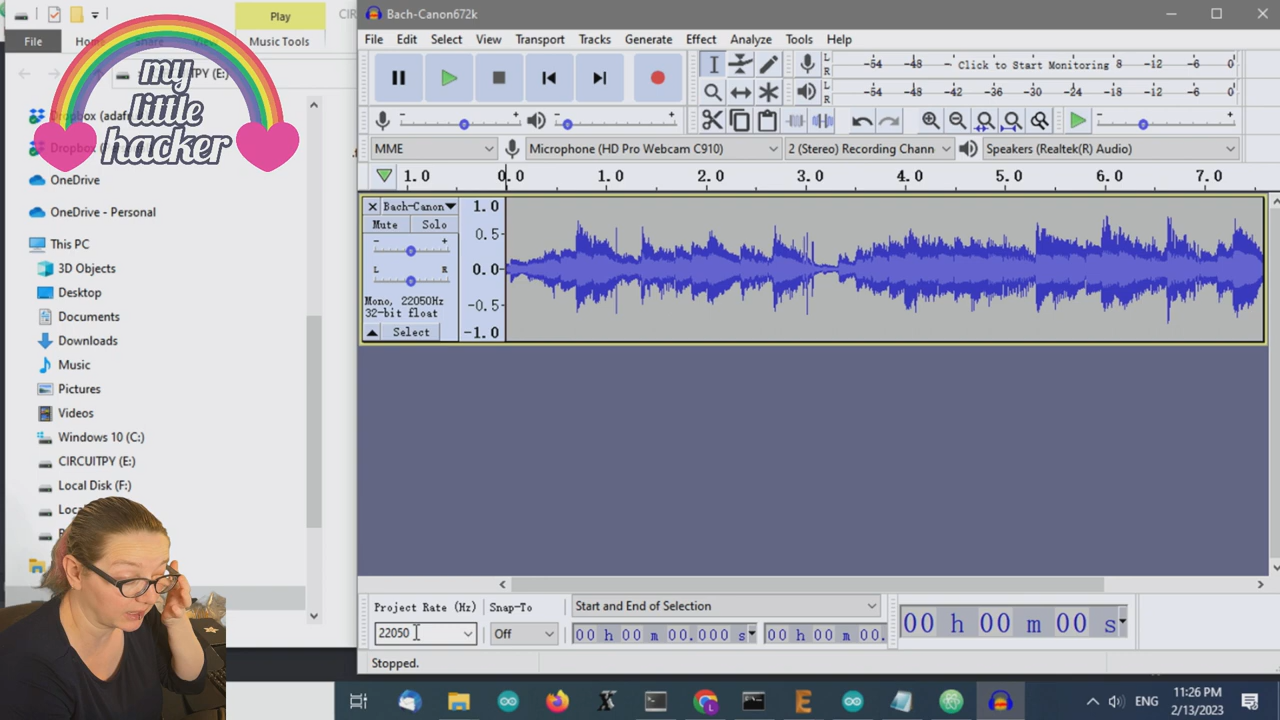 my
little
hacker
Play
CIR
File
Home
Share
View
Music Tools
CIRCUITPY (E:)
Dropbox (adafr
OneDrive
OneDrive - Personal
This PC
3D Objects
Desktop
Documents
Downloads
Music
Pictures
Videos
Windows 10 (C:)
CIRCUITPY (E:)
Local Disk (F:)
Loca
Bach-Canon672k
File Edit Select View Transport Tracks Generate Effect Analyze Tools Help
L
R
-54 -48 - Click to Start Monitoring 8 -12 -6 0
L
R
-54 -48 -42 -36 -30 -24 -18 -12 -6 0
MME
Microphone (HD Pro Webcam C910)
2 (Stereo) Recording Chann
Speakers (Realtek(R) Audio)
1.0 0.0 1.0 2.0 3.0 4.0 5.0 6.0 7.0
Bach-Canon
Mute Solo
- +
L R
Mono, 22050Hz
32-bit float
Select
1.0
0.5
0.0
-0.5
-1.0
Project Rate (Hz)
Snap-To
Start and End of Selection
22050
Off
00 h 00 m 00.000 s
00 h 00 m 00.
00 h 00 m 00 s
Stopped.
ENG
11:26 PM
2/13/2023